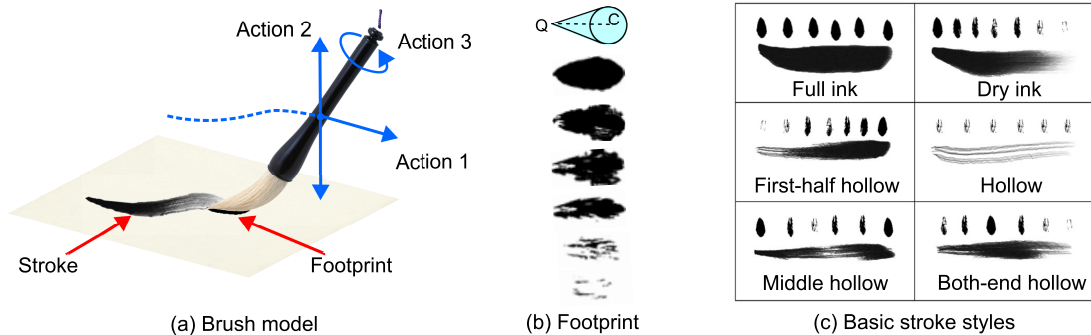 Action 2
Action 3
Action 1
Stroke
Footprint
(a) Brush model
Q
C
(b) Footprint
Full ink
Dry ink
First-half hollow
Hollow
Middle hollow
Both-end hollow
(c) Basic stroke styles